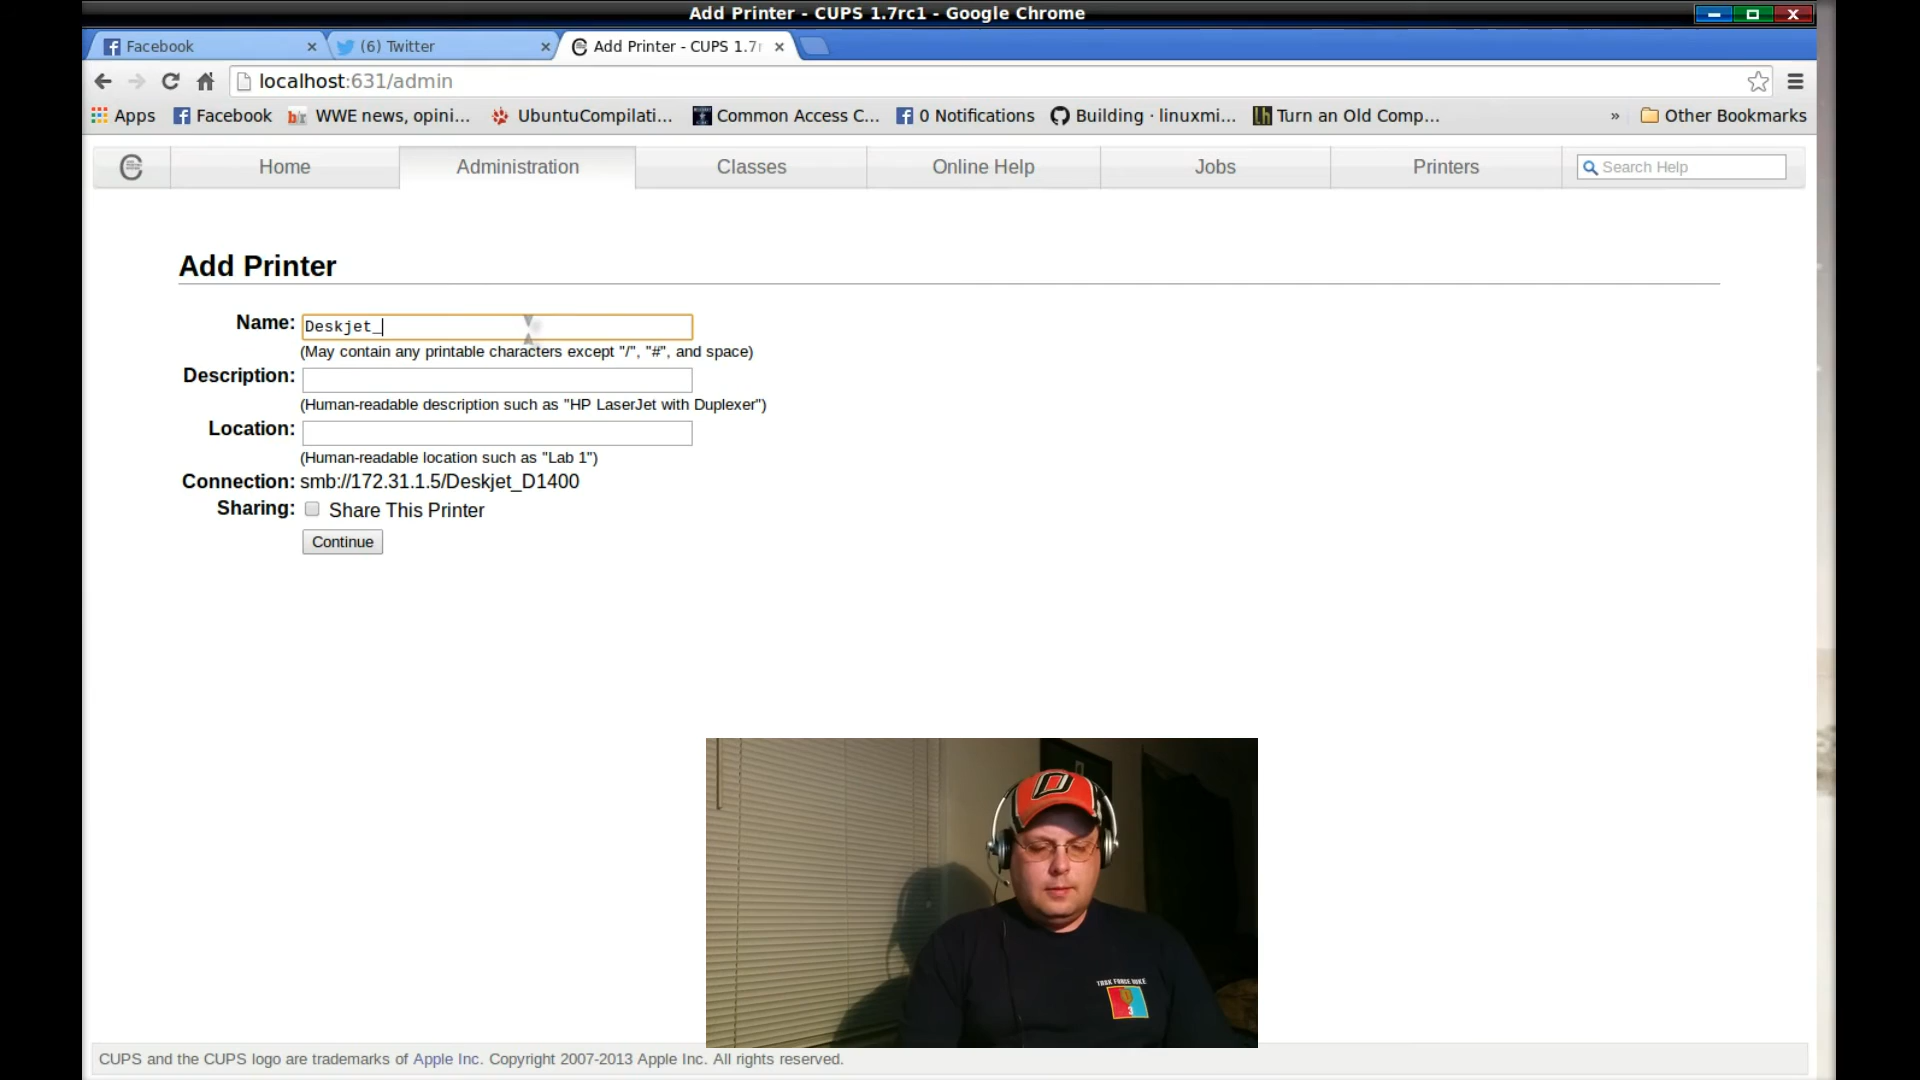 Add Printer - CUPS 1.7rc1 - Google Chrome
Facebook
(6) Twitter
Add Printer - CUPS 1.7r
localhost:631/admin
Apps
Facebook
WWE news, opini...
UbuntuCompilati...
Common Access C...
0 Notifications
Building · linuxmi...
Turn an Old Comp...
»
Other Bookmarks
Home
Administration
Classes
Online Help
Jobs
Printers
Search Help
Add Printer
Name:
Deskjet_
(May contain any printable characters except "/", "#", and space)
Description:
(Human-readable description such as "HP LaserJet with Duplexer")
Location:
(Human-readable location such as "Lab 1")
Connection: smb://172.31.1.5/Deskjet_D1400
Sharing:
Share This Printer
Continue
D
TASK FORCE DUKE
3
CUPS and the CUPS logo are trademarks of Apple Inc. Copyright 2007-2013 Apple Inc. All rights reserved.